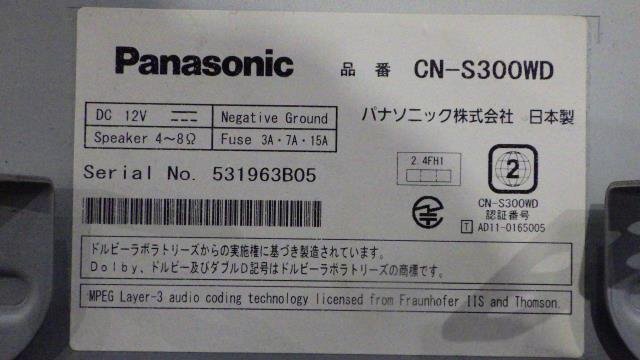 Panasonic 品番 CN-S300WD
DC 12V Negative Ground
Speaker 4～8Ω Fuse 3A・7A・15A
パナソニック株式会社 日本製
Serial No. 531963B05
2.4FH1
2
CN-S300WD
認証番号
T AD11-0165005
ドルビーラボラトリーズからの実施権に基づき製造されています。
Dolby、ドルビー及びダブルD記号はドルビーラボラトリーズの商標です。
MPEG Layer-3 audio coding technology licensed from Fraunhofer IIS and Thomson.